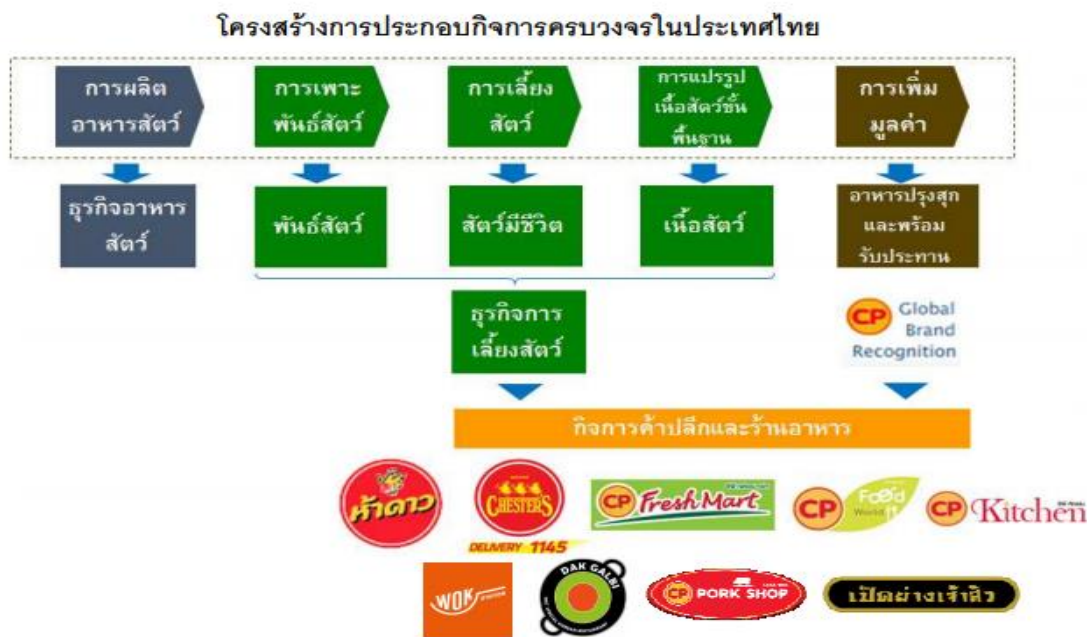 โครงสร้างการประกอบกิจการครบวงจรในประเทศไทย
การผลิต
อาหารสัตว์
การเพาะ
พันธ์สัตว์
การเลี้ยง
สัตว์
การแปรรูป
เนื้อสัตว์ขั้น
พื้นฐาน
การเพิ่ม
มูลค่า
ธุรกิจอาหาร
สัตว์
พันธ์สัตว์
สัตว์มีชีวิต
เนื้อสัตว์
อาหารปรุงสุก
และพร้อม
รับประทาน
ธุรกิจการ
เลี้ยงสัตว์
CP Global
Brand
Recognition
กิจการค้าปลีกและร้านอาหาร
ห้าดาว
CHESTER'S
DELIVERY 1145
CP Fresh Mart
CP Food
World
CP Kitchen
WOK
DAK GALBI
CP PORK SHOP
เป็ดย่างเจ้าสัว